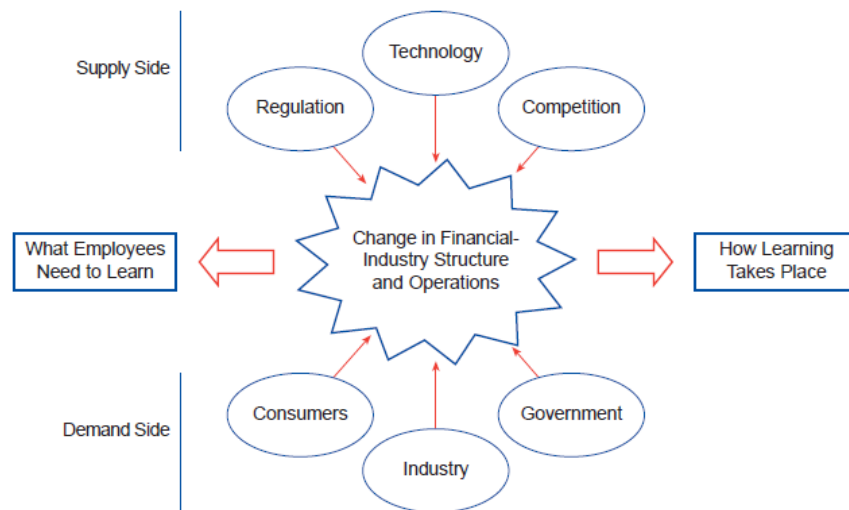 Technology
Supply Side
Regulation
Competition
Change in Financial-
Industry Structure
and Operations
What Employees
Need to Learn
How Learning
Takes Place
Consumers
Government
Demand Side
Industry